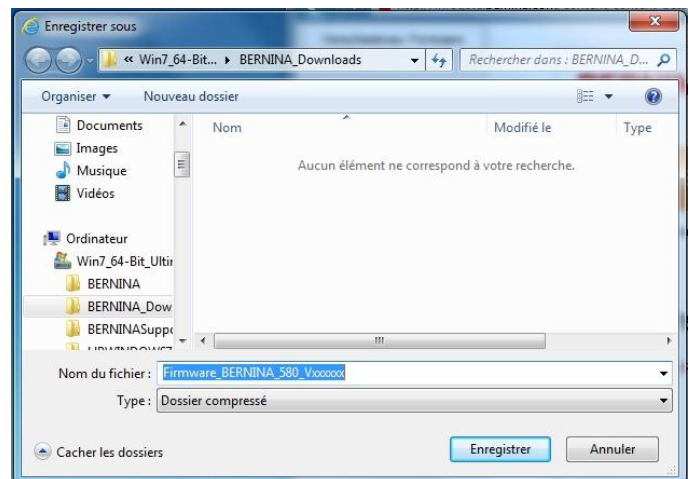 Enregistrer sous
« Win7_64-Bit... ▸ BERNINA_Downloads
Rechercher dans : BERNINA_D...
Organiser ▾ Nouveau dossier
Documents
Images
Musique
Vidéos
Ordinateur
Win7_64-Bit_Ultir
BERNINA
BERNINA_Dow
BERNINASuppo
Nom Modifié le Type
Aucun élément ne correspond à votre recherche.
Nom du fichier : Firmware_BERNINA_580_Vxxxxxx
Type : Dossier compressé
Cacher les dossiers
Enregistrer Annuler